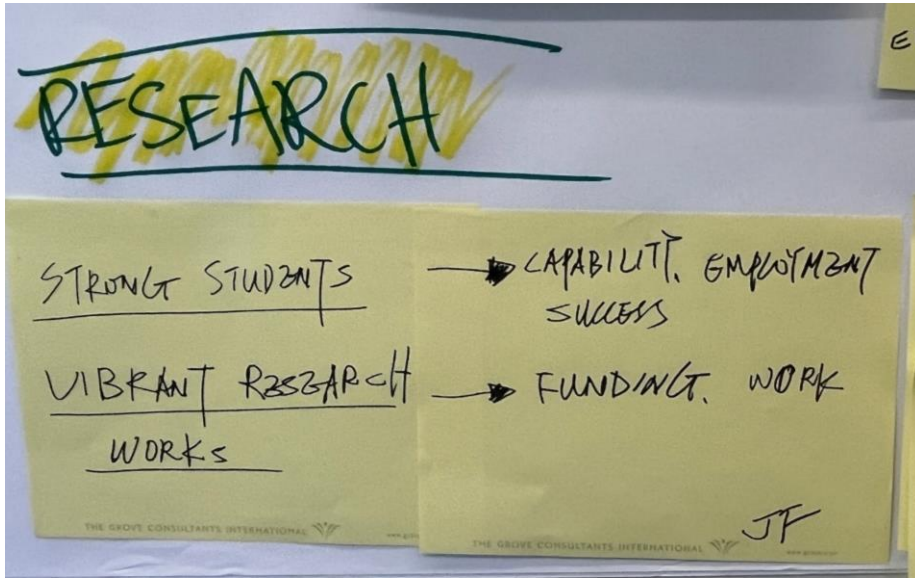 RESEARCH
E
STRONG STUDENTS
→ CAPABILITY, EMPLOYMENT
SUCCESS
VIBRANT RESEARCH
WORKS
→ FUNDING, WORK
JF
THE GROVE CONSULTANTS INTERNATIONAL
THE GROVE CONSULTANTS INTERNATIONAL